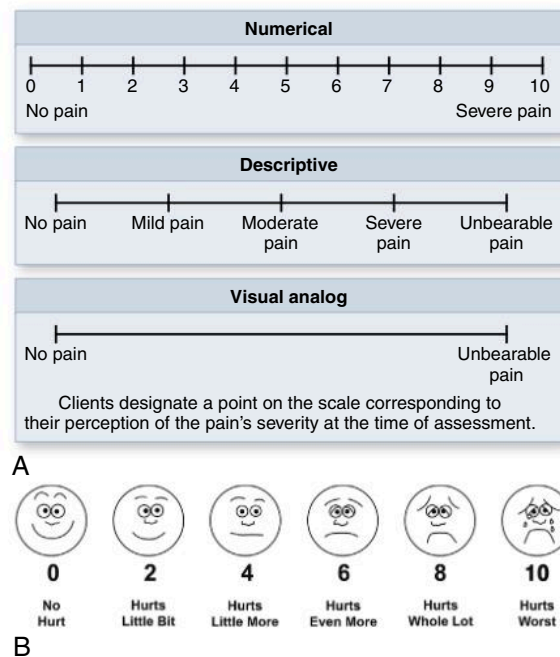 Numerical
0 1 2 3 4 5 6 7 8 9 10
No pain Severe pain
Descriptive
No pain Mild pain Moderate pain Severe pain Unbearable pain
Visual analog
No pain Unbearable pain
Clients designate a point on the scale corresponding to
their perception of the pain's severity at the time of assessment.
A
0 2 4 6 8 10
No Hurt Hurts Little Bit Hurts Little More Hurts Even More Hurts Whole Lot Hurts Worst
B